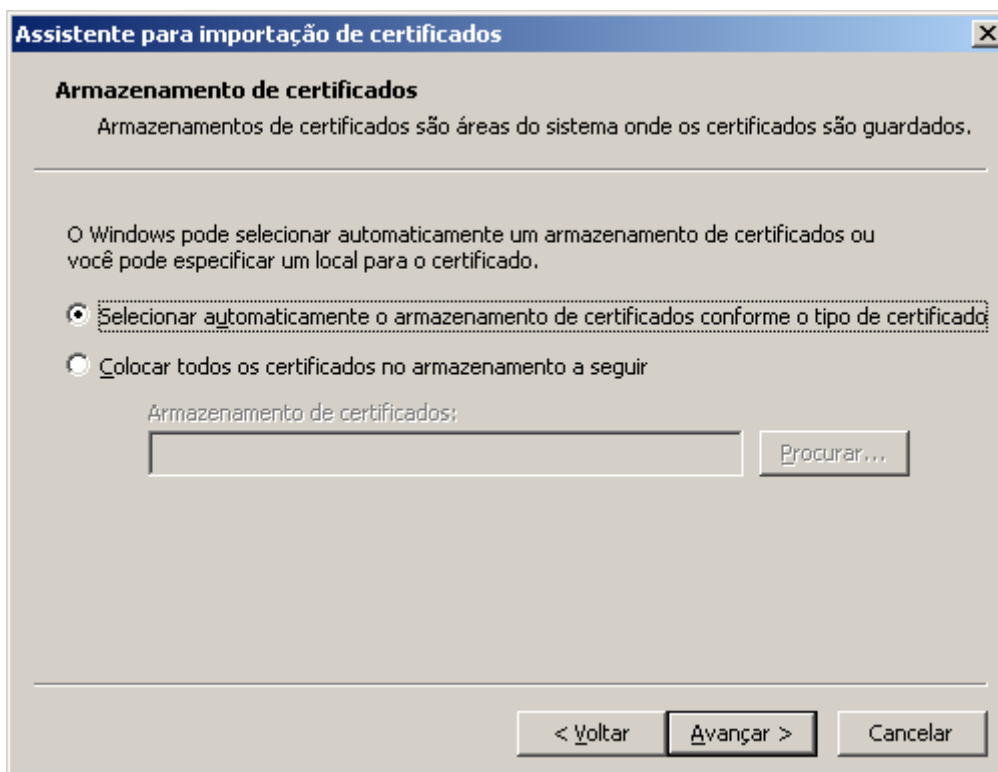 Assistente para importação de certificados
Armazenamento de certificados
Armazenamentos de certificados são áreas do sistema onde os certificados são guardados.
O Windows pode selecionar automaticamente um armazenamento de certificados ou
você pode especificar um local para o certificado.
Selecionar automaticamente o armazenamento de certificados conforme o tipo de certificado
Colocar todos os certificados no armazenamento a seguir
Armazenamento de certificados:
Procurar...
< Voltar Avançar > Cancelar